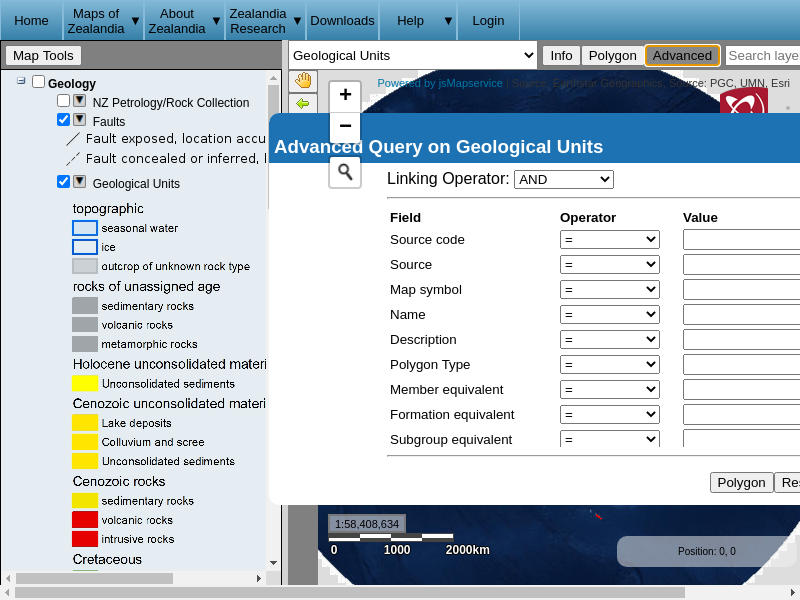 Home
Maps of Zealandia ▼
About Zealandia ▼
Zealandia Research ▼
Downloads
Help ▼
Login
Map Tools
Geological Units
Info
Polygon
Advanced
Search laye
Powered by jsMapservice | Source: Earthstar Geographics, Source: PGC, UMN, Esri
Geology
NZ Petrology/Rock Collection
Faults
Fault exposed, location accu
Fault concealed or inferred, l
Geological Units
topographic
seasonal water
ice
outcrop of unknown rock type
rocks of unassigned age
sedimentary rocks
volcanic rocks
metamorphic rocks
Holocene unconsolidated materi
Unconsolidated sediments
Cenozoic unconsolidated materi
Lake deposits
Colluvium and scree
Unconsolidated sediments
Cenozoic rocks
sedimentary rocks
volcanic rocks
intrusive rocks
Cretaceous
+
−
Advanced Query on Geological Units
Linking Operator: AND
Field Operator Value
Source code =
Source =
Map symbol =
Name =
Description =
Polygon Type =
Member equivalent =
Formation equivalent =
Subgroup equivalent =
Polygon
Res
1:58,408,634
0 1000 2000km
Position: 0, 0